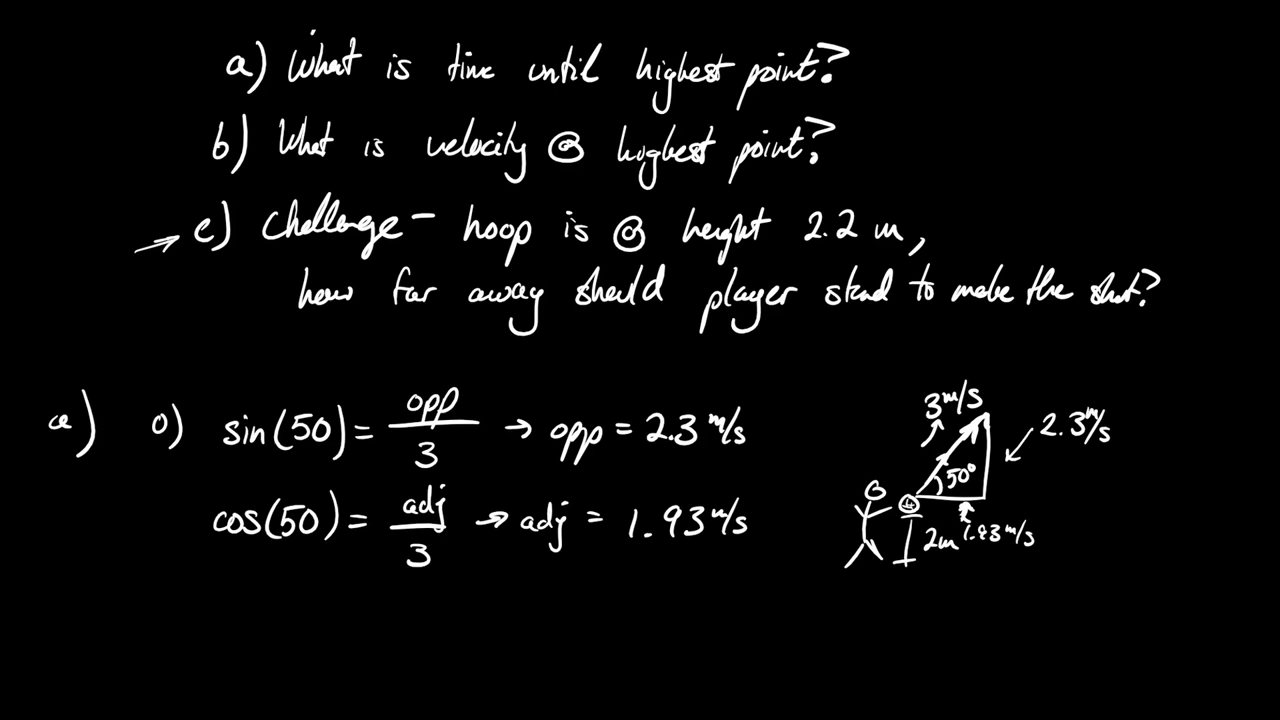 a) What is time until highest point?
b) What is velocity @ highest point?
c) Challenge - hoop is @ height 2.2 m,
how far away should player stand to make the shot?
a) 0) sin(50) = opp/3 → opp = 2.3 m/s
cos(50) = adj/3 → adj = 1.93 m/s
3 m/s
2.3 m/s
50°
2m
1.93 m/s